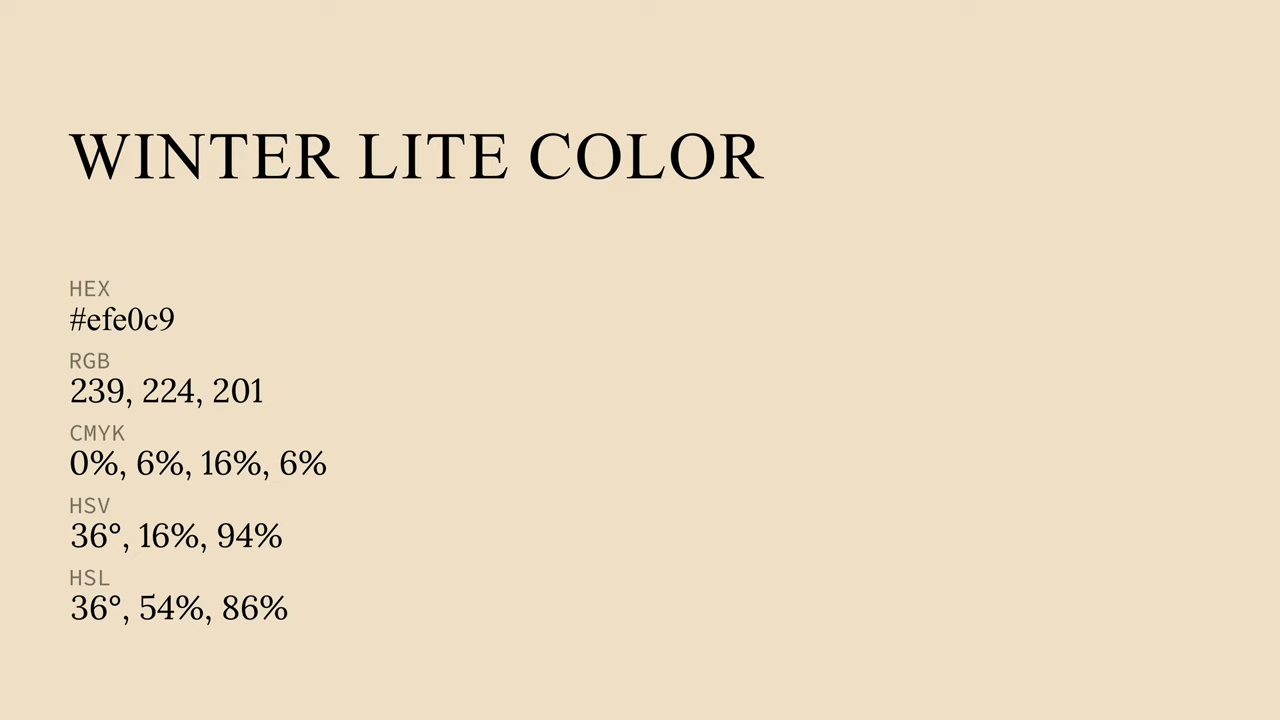 WINTER LITE COLOR
HEX
#efe0c9
RGB
239, 224, 201
CMYK
0%, 6%, 16%, 6%
HSV
36°, 16%, 94%
HSL
36°, 54%, 86%